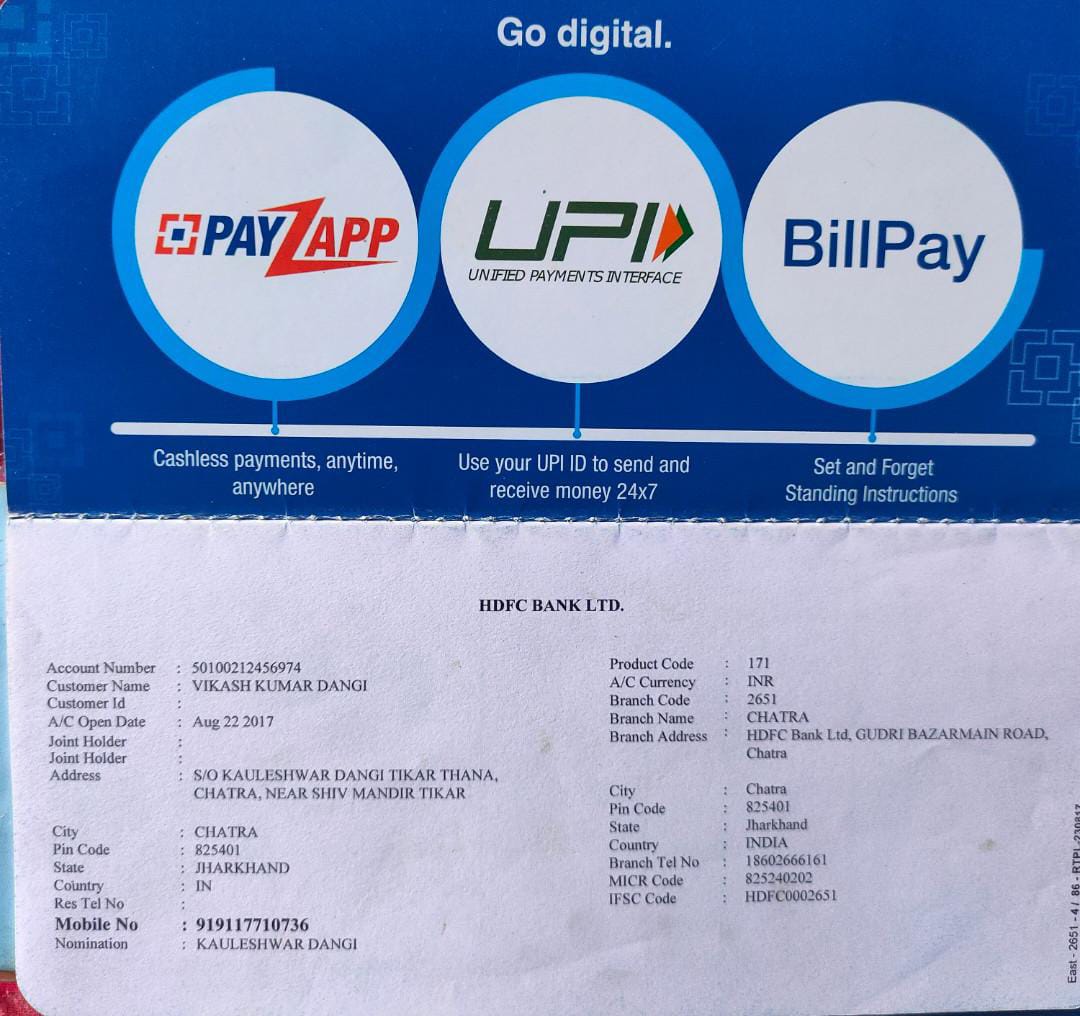 Go digital.
PAYZAPP
UPI
UNIFIED PAYMENTS INTERFACE
BillPay
Cashless payments, anytime,
anywhere
Use your UPI ID to send and
receive money 24x7
Set and Forget
Standing Instructions
HDFC BANK LTD.
Account Number : 50100212456974
Customer Name : VIKASH KUMAR DANGI
Customer Id :
A/C Open Date : Aug 22 2017
Joint Holder :
Joint Holder :
Address : S/O KAULESHWAR DANGI TIKAR THANA,
CHATRA, NEAR SHIV MANDIR TIKAR
City : CHATRA
Pin Code : 825401
State : JHARKHAND
Country : IN
Res Tel No :
Mobile No : 919117710736
Nomination : KAULESHWAR DANGI
Product Code : 171
A/C Currency : INR
Branch Code : 2651
Branch Name : CHATRA
Branch Address : HDFC Bank Ltd, GUDRI BAZARMAIN ROAD,
Chatra
City : Chatra
Pin Code : 825401
State : Jharkhand
Country : INDIA
Branch Tel No : 18602666161
MICR Code : 825240202
IFSC Code : HDFC0002651
East - 2651 - 4 / 86 - RTPL-230817